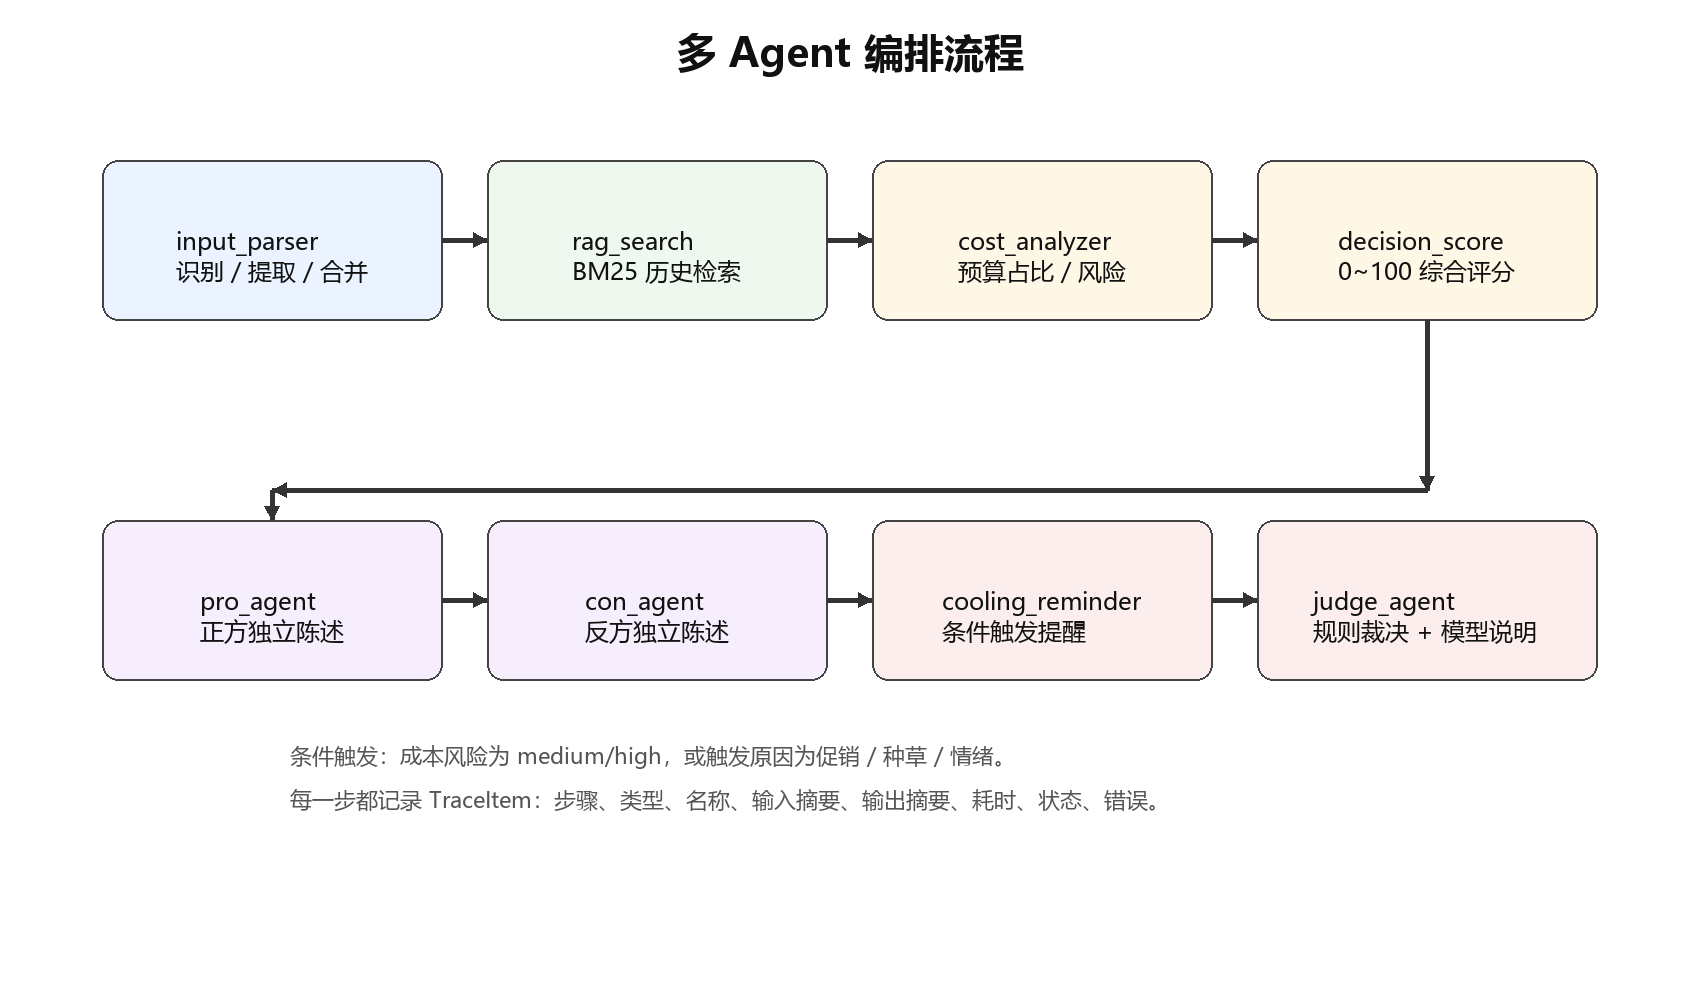 多 Agent 编排流程
input_parser
识别 / 提取 / 合并
rag_search
BM25 历史检索
cost_analyzer
预算占比 / 风险
decision_score
0~100 综合评分
pro_agent
正方独立陈述
con_agent
反方独立陈述
cooling_reminder
条件触发提醒
judge_agent
规则裁决 + 模型说明
条件触发：成本风险为 medium/high，或触发原因为促销 / 种草 / 情绪。
每一步都记录 TraceItem：步骤、类型、名称、输入摘要、输出摘要、耗时、状态、错误。